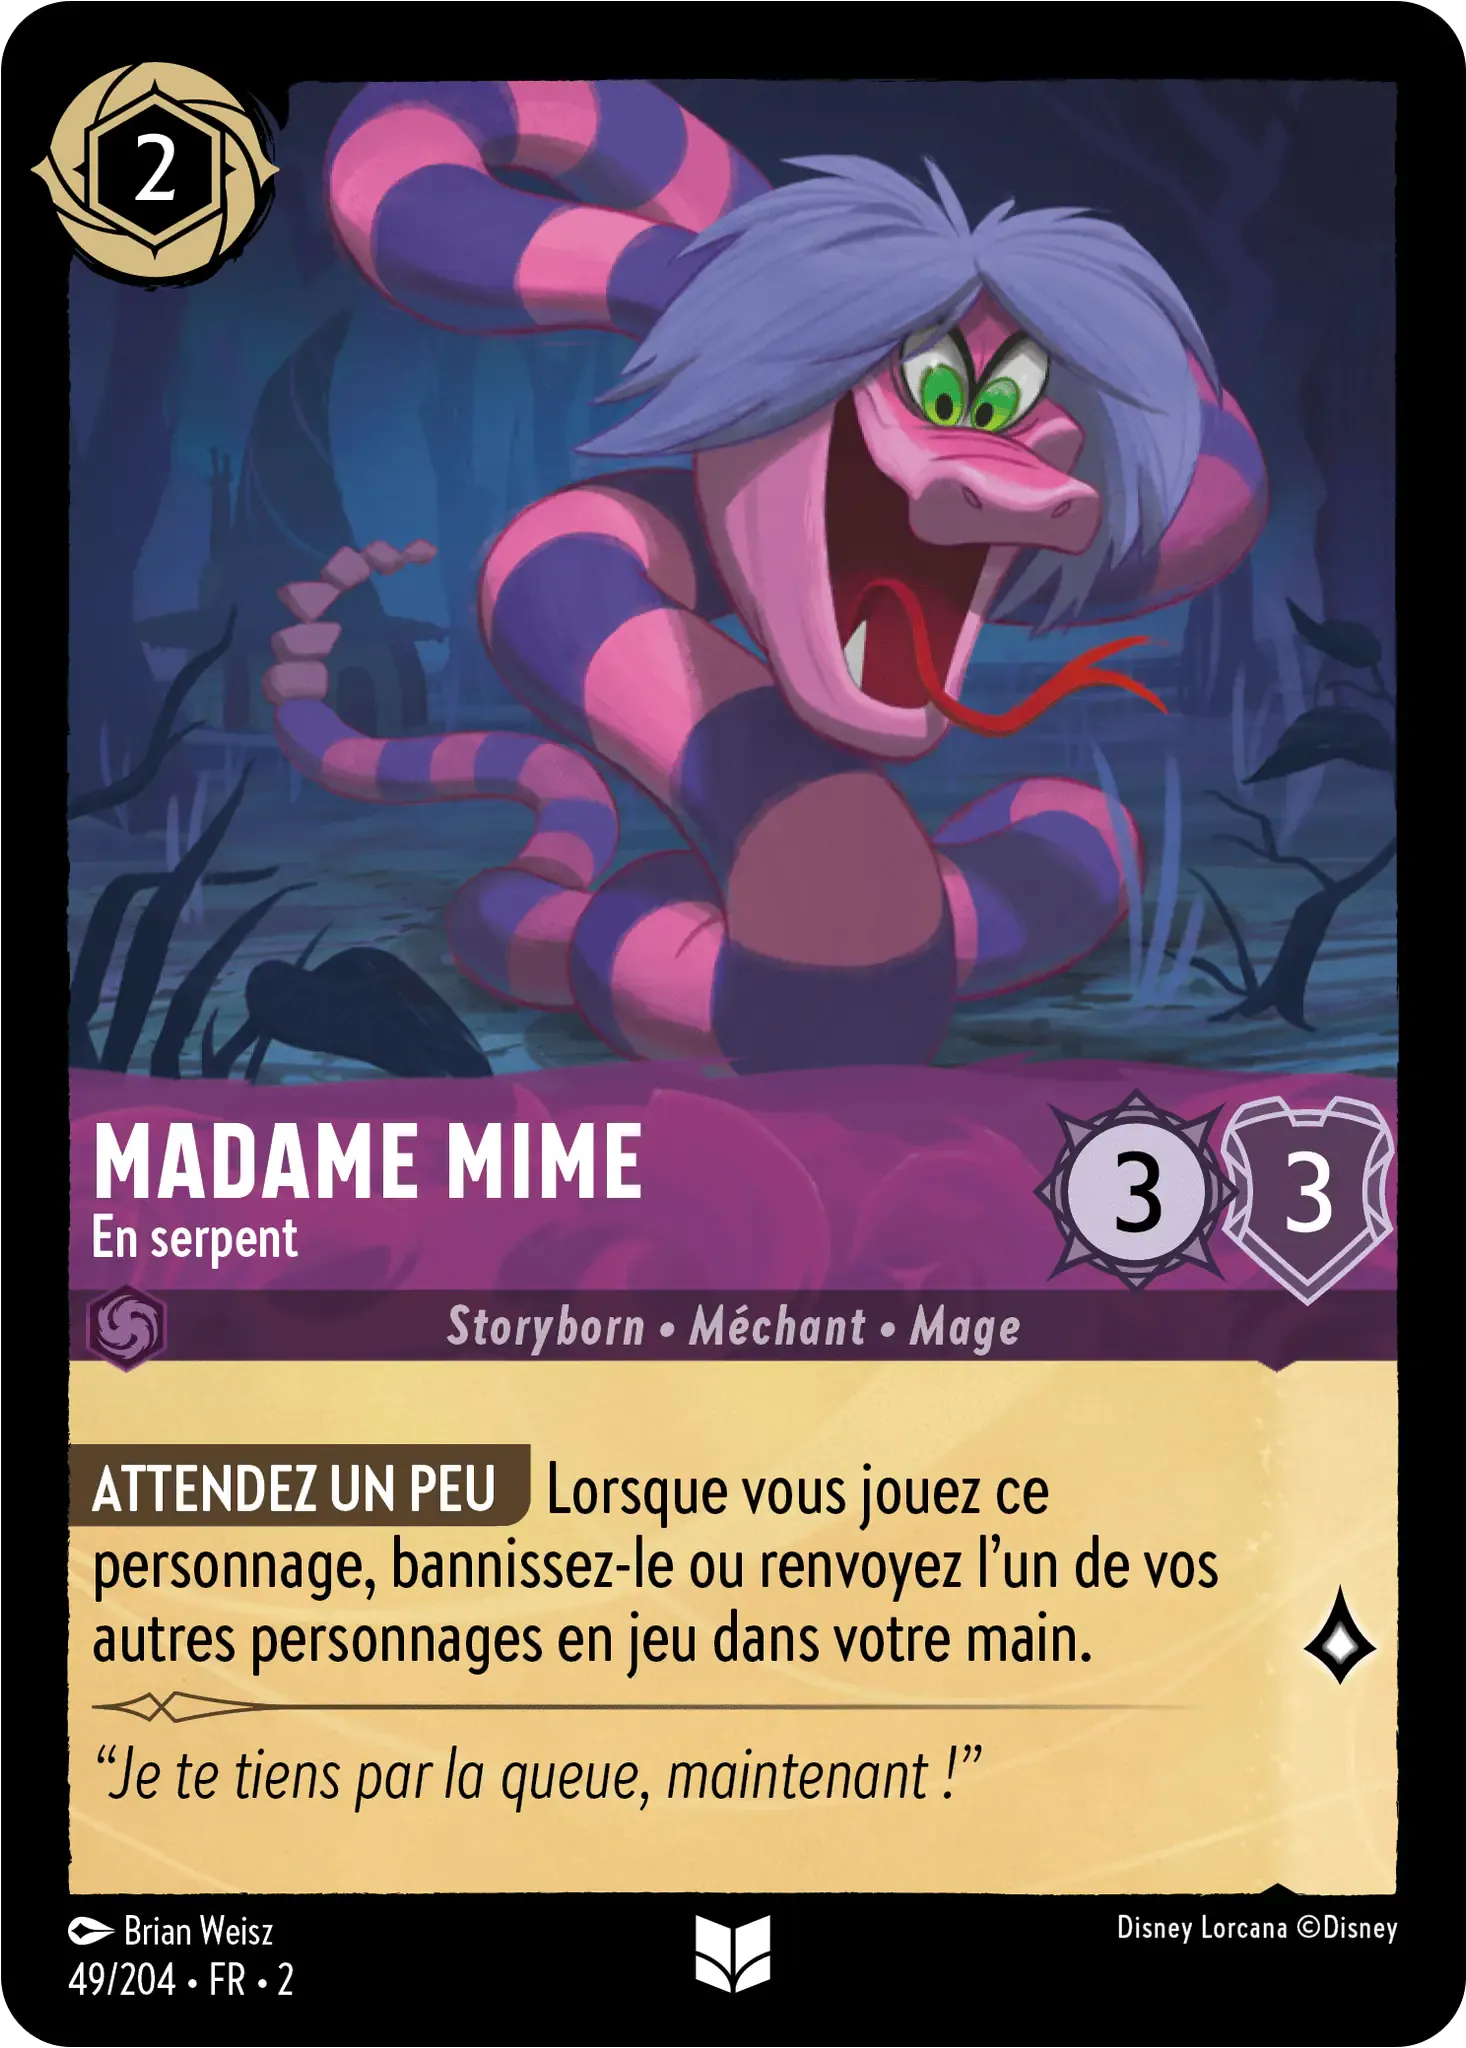 2
MADAME MIME
En serpent
3
3
Storyborn • Méchant • Mage
ATTENDEZ UN PEU Lorsque vous jouez ce
personnage, bannissez-le ou renvoyez l’un de vos
autres personnages en jeu dans votre main.
“Je te tiens par la queue, maintenant !”
Brian Weisz
Disney Lorcana ©Disney
49/204 • FR • 2